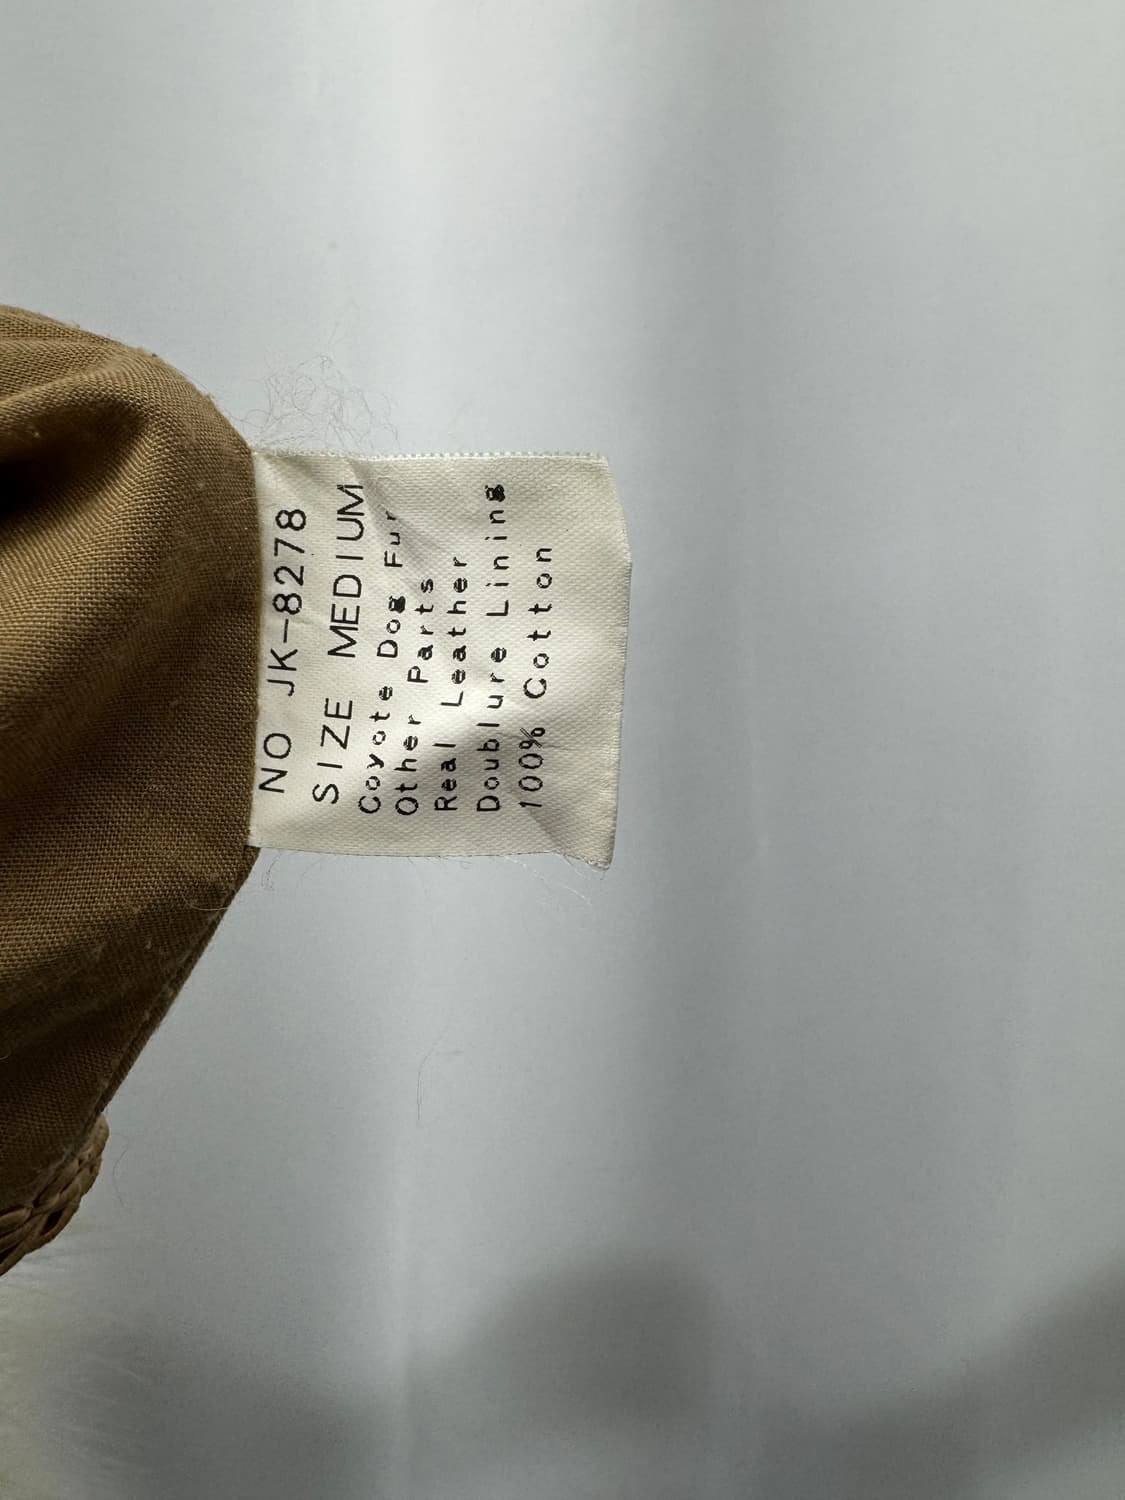 NO JK-8278
SIZE MEDIUM
Coyote Dog Fur
Other Parts
Real Leather
Doublure Lining
100% Cotton